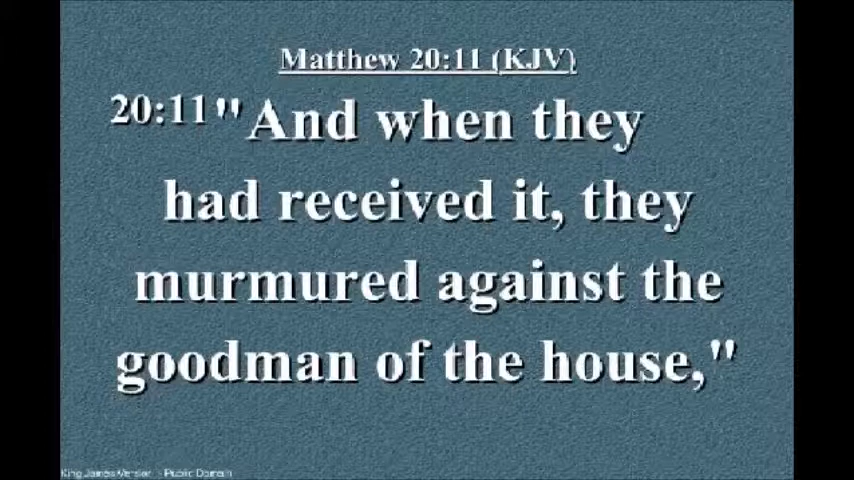 Matthew 20:11 (KJV)
20:11 "And when they
had received it, they
murmured against the
goodman of the house,"
King James Version - Public Domain